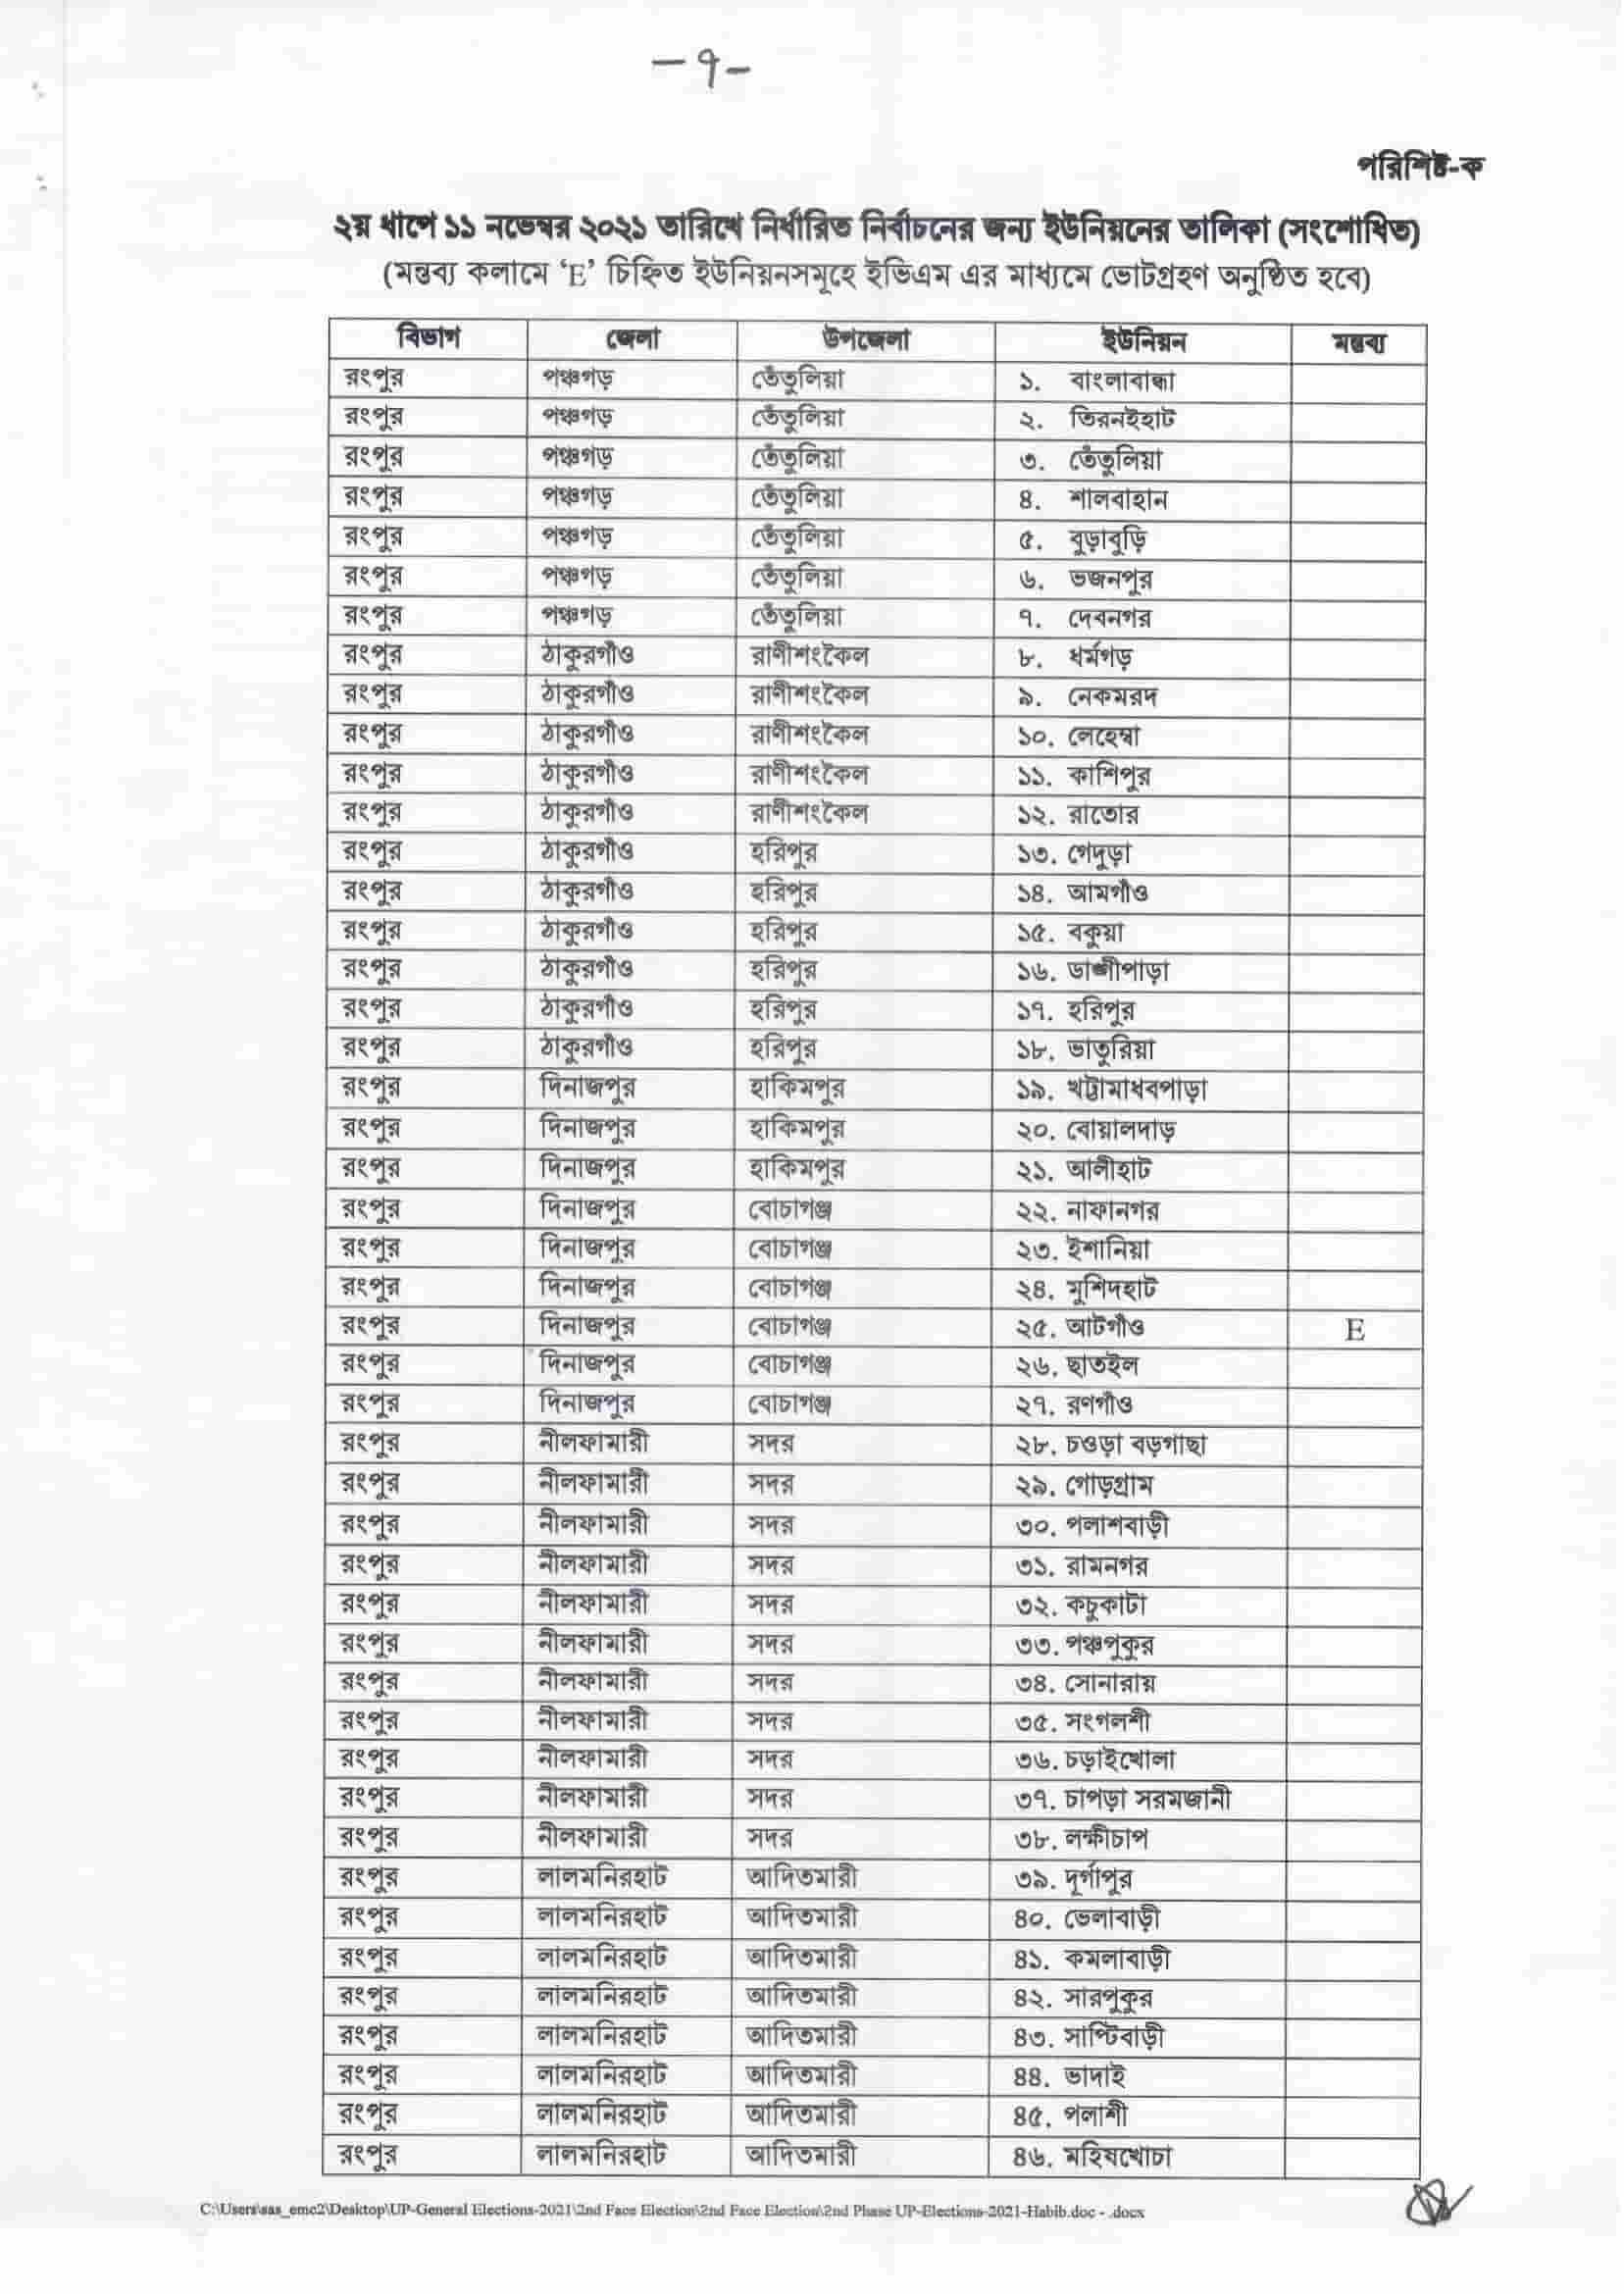 —৭-
পরিশিষ্ট-ক
২য় ধাপে ১১ নভেম্বর ২০২১ তারিখে নির্ধারিত নির্বাচনের জন্য ইউনিয়নের তালিকা (সংশোধিত)
(মন্তব্য কলামে ‘E’ চিহ্নিত ইউনিয়নসমূহে ইভিএম এর মাধ্যমে ভোটগ্রহণ অনুষ্ঠিত হবে)
বিভাগ জেলা উপজেলা ইউনিয়ন মন্তব্য
রংপুর পঞ্চগড় তেঁতুলিয়া ১. বাংলাবান্ধা
রংপুর পঞ্চগড় তেঁতুলিয়া ২. তিরনইহাট
রংপুর পঞ্চগড় তেঁতুলিয়া ৩. তেঁতুলিয়া
রংপুর পঞ্চগড় তেঁতুলিয়া ৪. শালবাহান
রংপুর পঞ্চগড় তেঁতুলিয়া ৫. বুড়াবুড়ি
রংপুর পঞ্চগড় তেঁতুলিয়া ৬. ভজনপুর
রংপুর পঞ্চগড় তেঁতুলিয়া ৭. দেবনগর
রংপুর ঠাকুরগাঁও রাণীশংকৈল ৮. ধর্মগড়
রংপুর ঠাকুরগাঁও রাণীশংকৈল ৯. নেকমরদ
রংপুর ঠাকুরগাঁও রাণীশংকৈল ১০. লেহেম্বা
রংপুর ঠাকুরগাঁও রাণীশংকৈল ১১. কাশিপুর
রংপুর ঠাকুরগাঁও রাণীশংকৈল ১২. রাতোর
রংপুর ঠাকুরগাঁও হরিপুর ১৩. গেদুড়া
রংপুর ঠাকুরগাঁও হরিপুর ১৪. আমগাঁও
রংপুর ঠাকুরগাঁও হরিপুর ১৫. বকুয়া
রংপুর ঠাকুরগাঁও হরিপুর ১৬. ডাঙ্গীপাড়া
রংপুর ঠাকুরগাঁও হরিপুর ১৭. হরিপুর
রংপুর ঠাকুরগাঁও হরিপুর ১৮. ভাতুরিয়া
রংপুর দিনাজপুর হাকিমপুর ১৯. খট্টামাধবপাড়া
রংপুর দিনাজপুর হাকিমপুর ২০. বোয়ালদাড়
রংপুর দিনাজপুর হাকিমপুর ২১. আলীহাট
রংপুর দিনাজপুর বোচাগঞ্জ ২২. নাফানগর
রংপুর দিনাজপুর বোচাগঞ্জ ২৩. ইশানিয়া
রংপুর দিনাজপুর বোচাগঞ্জ ২৪. মুশিদহাট
রংপুর দিনাজপুর বোচাগঞ্জ ২৫. আটগাঁও E
রংপুর দিনাজপুর বোচাগঞ্জ ২৬. ছাতইল
রংপুর দিনাজপুর বোচাগঞ্জ ২৭. রণগাঁও
রংপুর নীলফামারী সদর ২৮. চওড়া বড়গাছা
রংপুর নীলফামারী সদর ২৯. গোড়গ্রাম
রংপুর নীলফামারী সদর ৩০. পলাশবাড়ী
রংপুর নীলফামারী সদর ৩১. রামনগর
রংপুর নীলফামারী সদর ৩২. কচুকাটা
রংপুর নীলফামারী সদর ৩৩. পঞ্চপুকুর
রংপুর নীলফামারী সদর ৩৪. সোনারায়
রংপুর নীলফামারী সদর ৩৫. সংগলশী
রংপুর নীলফামারী সদর ৩৬. চড়াইখোলা
রংপুর নীলফামারী সদর ৩৭. চাপড়া সরমজানী
রংপুর নীলফামারী সদর ৩৮. লক্ষীচাপ
রংপুর লালমনিরহাট আদিতমারী ৩৯. দূর্গাপুর
রংপুর লালমনিরহাট আদিতমারী ৪০. ভেলাবাড়ী
রংপুর লালমনিরহাট আদিতমারী ৪১. কমলাবাড়ী
রংপুর লালমনিরহাট আদিতমারী ৪২. সারপুকুর
রংপুর লালমনিরহাট আদিতমারী ৪৩. সাপ্টিবাড়ী
রংপুর লালমনিরহাট আদিতমারী ৪৪. ভাদাই
রংপুর লালমনিরহাট আদিতমারী ৪৫. পলাশী
রংপুর লালমনিরহাট আদিতমারী ৪৬. মহিষখোচা
C:\Users\sas_emc2\Desktop\UP-General Elections-2021\2nd Face Election\2nd Face Election\2nd Phase UP-Elections-2021-Habib.doc - .docx